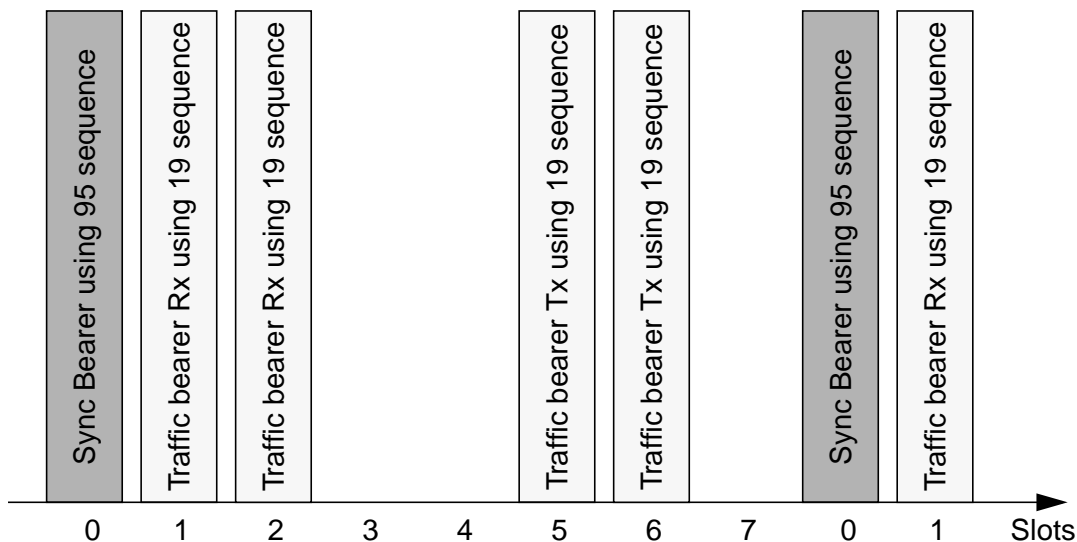 Sync Bearer using 95 sequence
Traffic bearer Rx using 19 sequence
Traffic bearer Rx using 19 sequence
Traffic bearer Tx using 19 sequence
Traffic bearer Tx using 19 sequence
Sync Bearer using 95 sequence
Traffic bearer Rx using 19 sequence
0 1 2 3 4 5 6 7 0 1 Slots